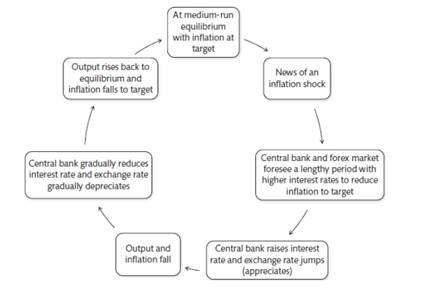 At medium-run
equilibrium
with inflation at
target
News of an
inflation shock
Central bank and forex market
foresee a lengthy period with
higher interest rates to reduce
inflation to target
Central bank raises interest
rate and exchange rate jumps
(appreciates)
Output and
inflation fall
Central bank gradually reduces
interest rate and exchange rate
gradually depreciates
Output rises back to
equilibrium and
inflation falls to target